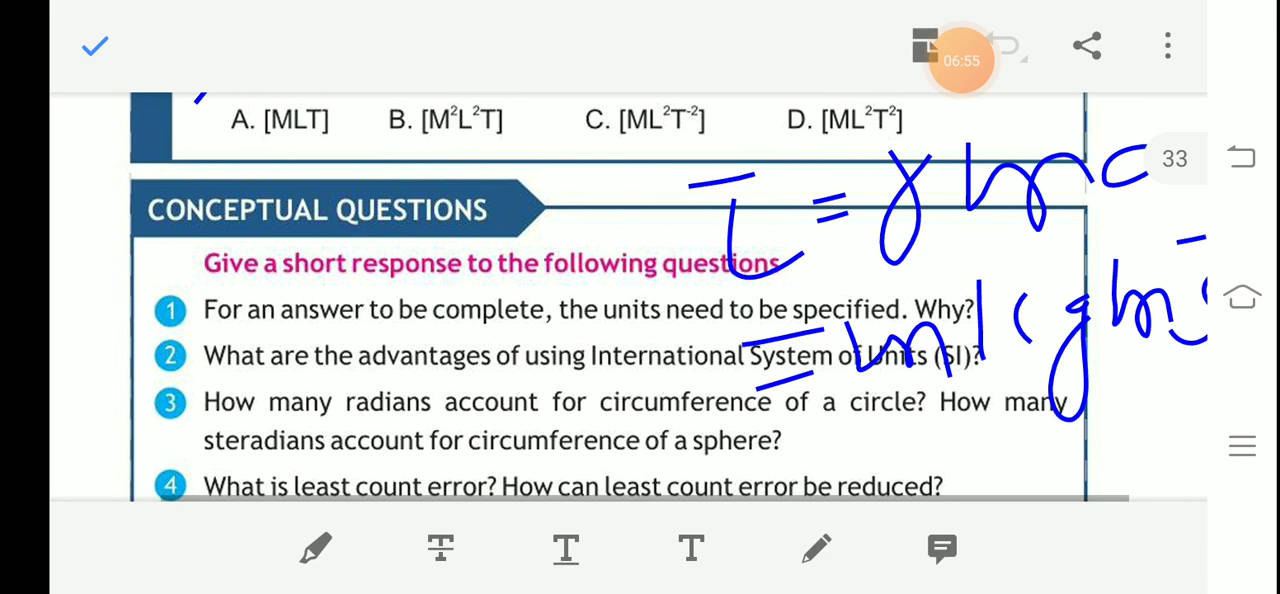 06:55
A. [MLT] B. [M²L²T] C. [ML²T⁻²] D. [ML²T²]
33
CONCEPTUAL QUESTIONS
τ = r m a
Give a short response to the following questions
1 For an answer to be complete, the units need to be specified. Why?
= m kg m
2 What are the advantages of using International System of Units (SI)?
3 How many radians account for circumference of a circle? How many
steradians account for circumference of a sphere?
4 What is least count error? How can least count error be reduced?
T T T